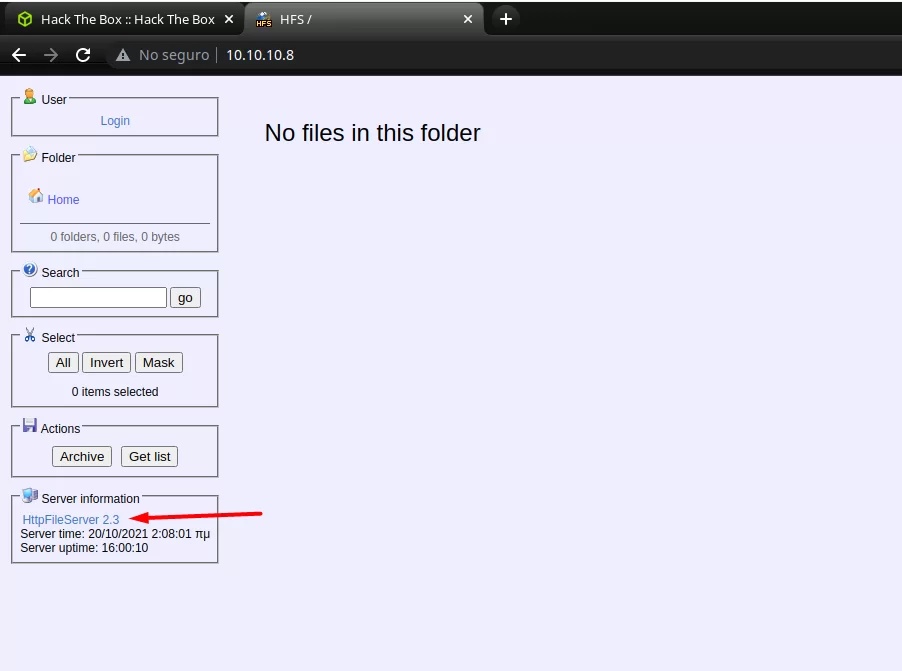 Hack The Box :: Hack The Box
HFS /
No seguro
10.10.10.8
User
Login
Folder
Home
0 folders, 0 files, 0 bytes
Search
go
Select
All Invert Mask
0 items selected
Actions
Archive Get list
Server information
HttpFileServer 2.3
Server time: 20/10/2021 2:08:01 πμ
Server uptime: 16:00:10
No files in this folder